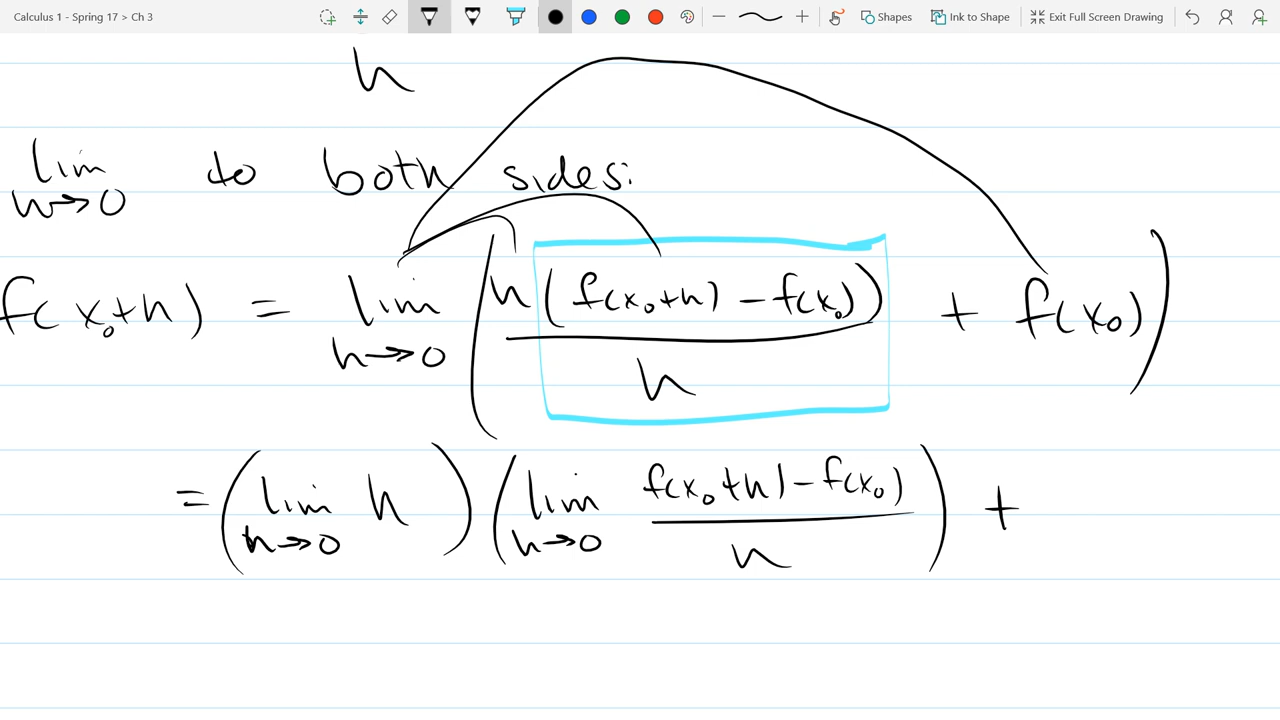 Calculus 1 - Spring 17 > Ch 3
Shapes
Ink to Shape
Exit Full Screen Drawing
h
lim h→0 to both sides:
f(x₀+h) = lim h→0 ( h(f(x₀+h) - f(x₀)) / h + f(x₀) )
= ( lim h→0 h ) ( lim h→0 f(x₀+h) - f(x₀) / h ) +